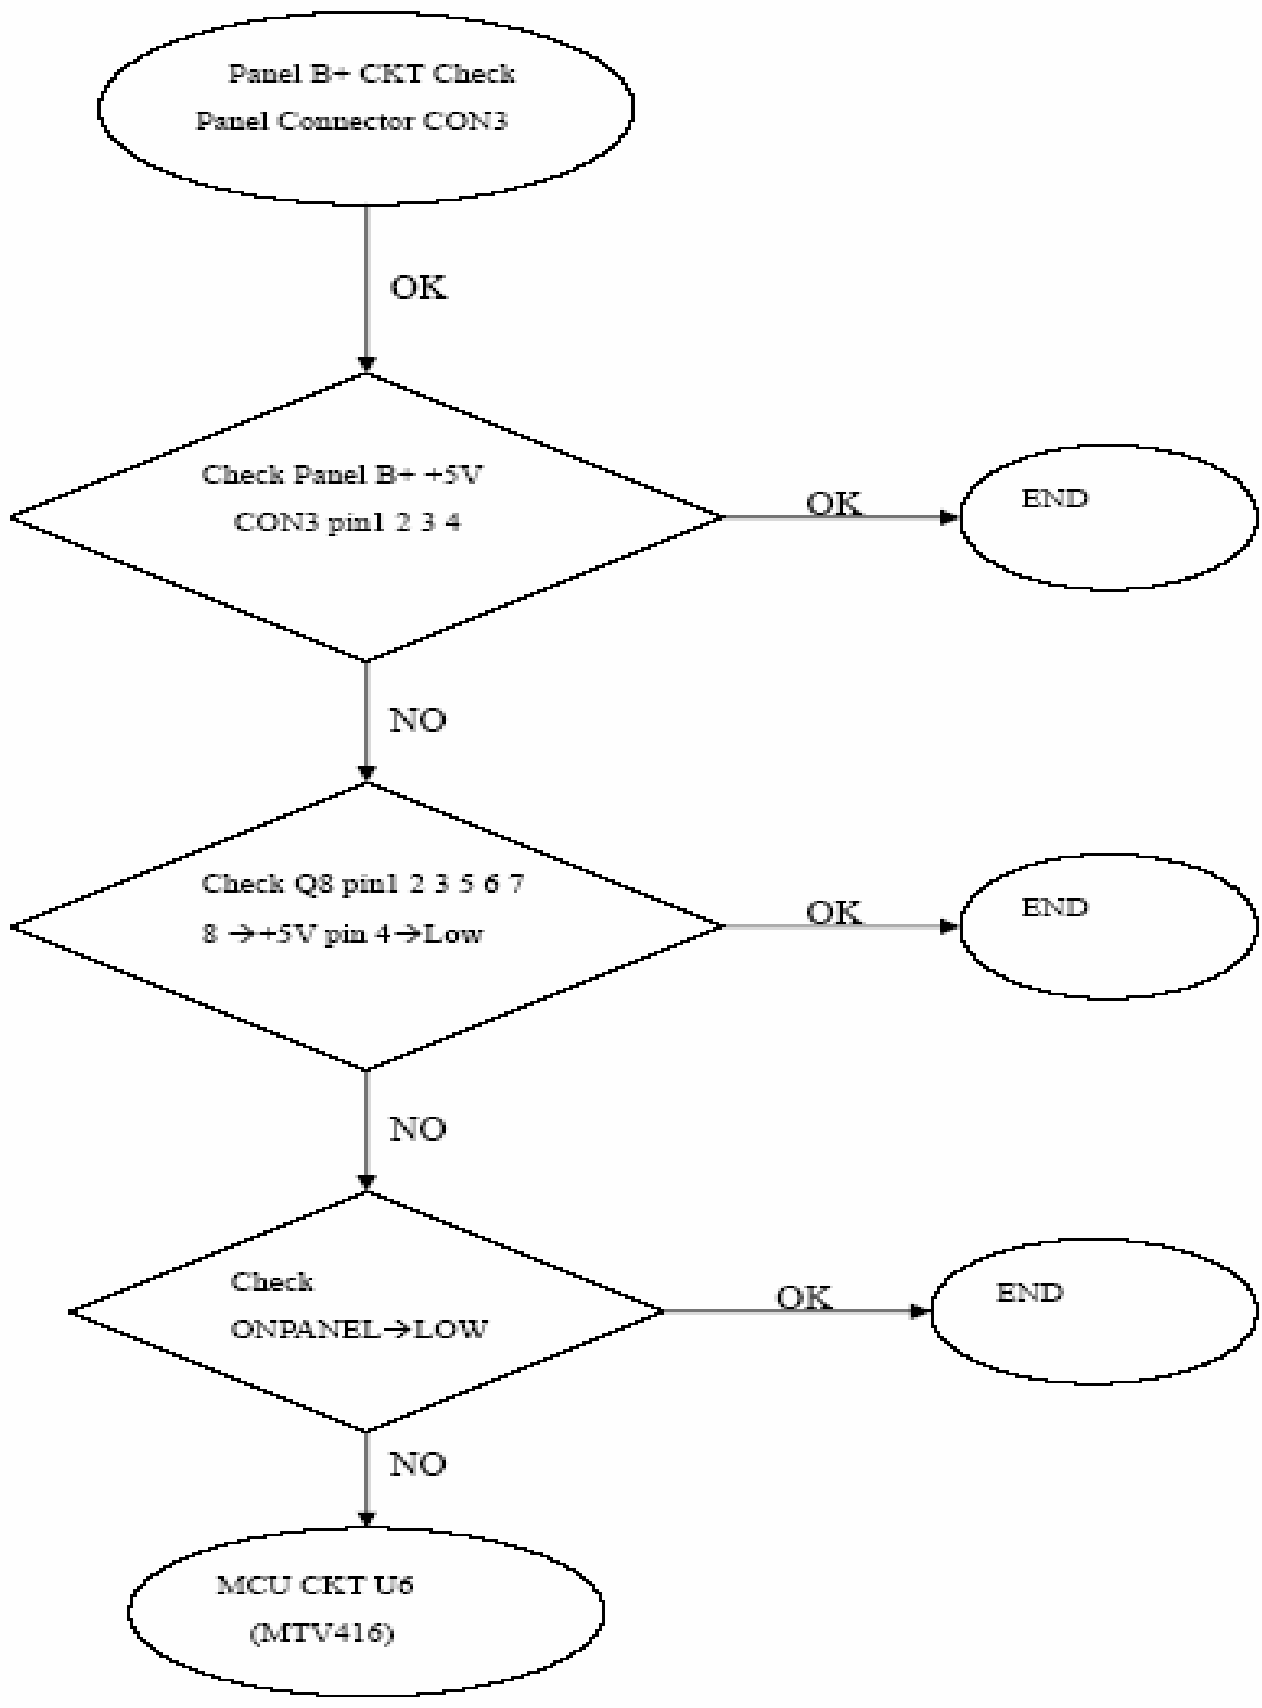 Panel B+ CKT Check
Panel Connector CON3
OK
Check Panel B+ +5V
CON3 pin1 2 3 4
OK
END
NO
Check Q8 pin1 2 3 5 6 7
8 →+5V pin 4→Low
OK
END
NO
Check
ONPANEL→LOW
OK
END
NO
MCU CKT U6
(MTV416)